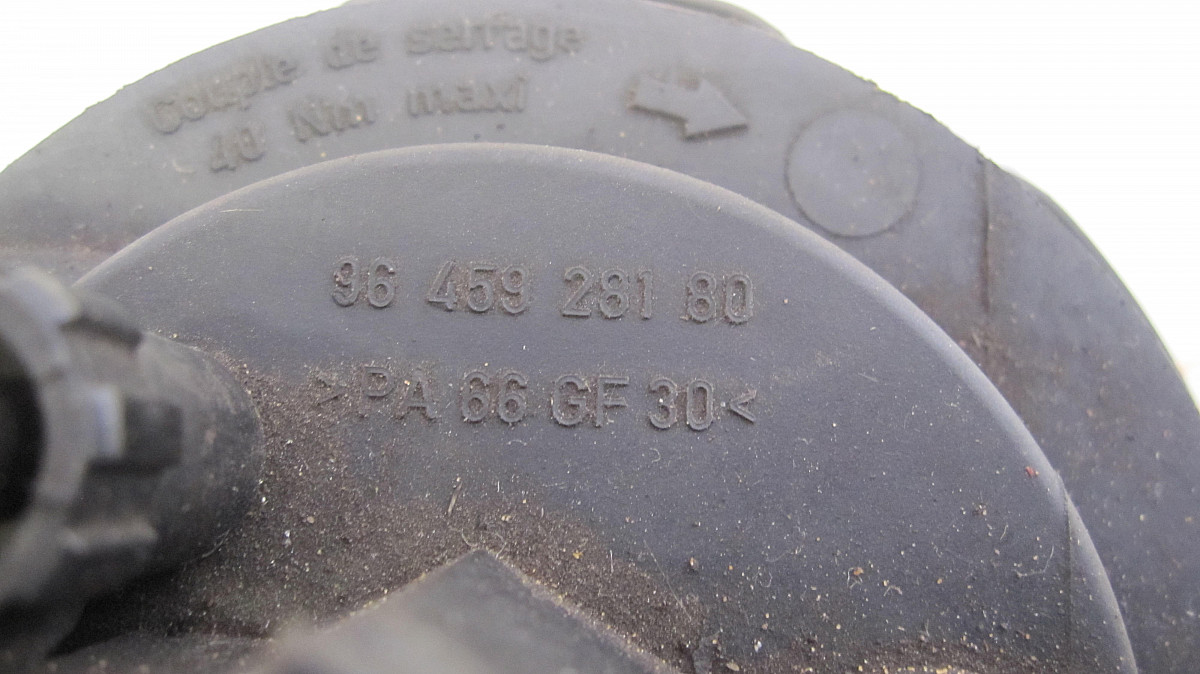 Couple de serrage
40 Nm maxi
96 459 281 80
>PA 66 GF 30<